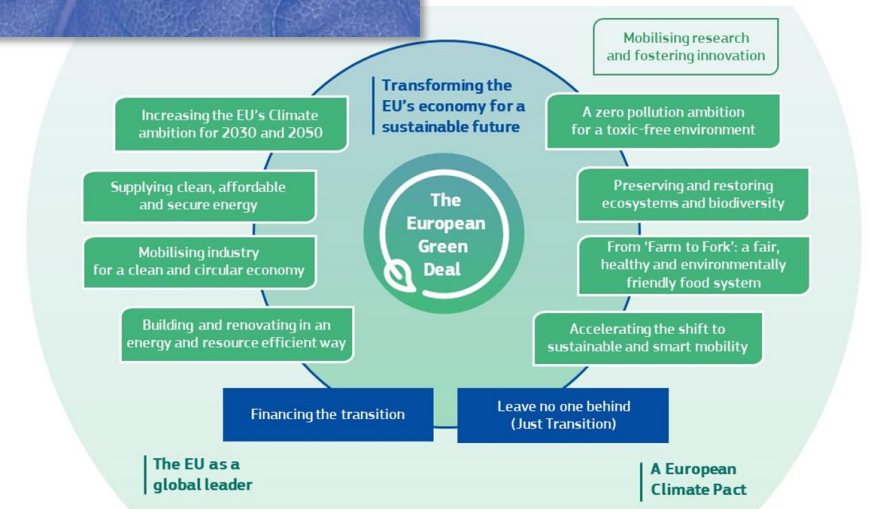 Mobilising research
and fostering innovation
Transforming the
EU's economy for a
sustainable future
Increasing the EU's Climate
ambition for 2030 and 2050
A zero pollution ambition
for a toxic-free environment
Supplying clean, affordable
and secure energy
Preserving and restoring
ecosystems and biodiversity
The
European
Green
Deal
Mobilising industry
for a clean and circular economy
From 'Farm to Fork': a fair,
healthy and environmentally
friendly food system
Building and renovating in an
energy and resource efficient way
Accelerating the shift to
sustainable and smart mobility
Financing the transition
Leave no one behind
(Just Transition)
The EU as a
global leader
A European
Climate Pact